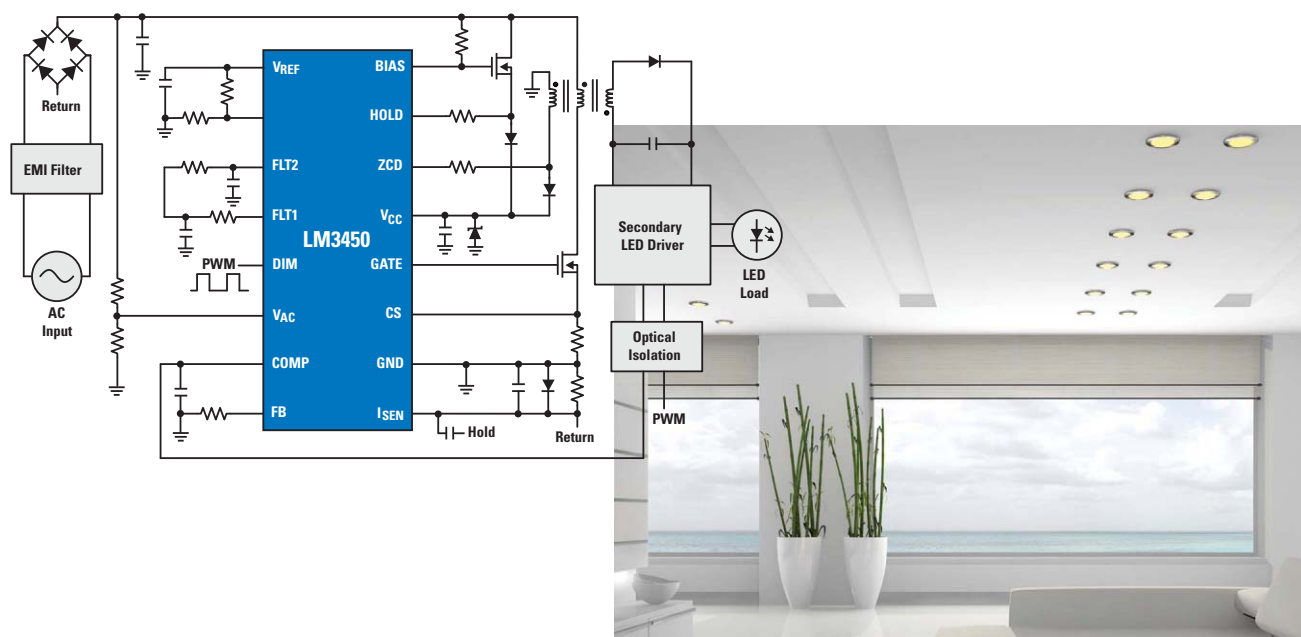 Return
EMI Filter
AC
Input
VREF
BIAS
HOLD
FLT2
ZCD
FLT1
VCC
LM3450
PWM
DIM
GATE
VAC
CS
COMP
GND
FB
ISEN
Hold
Return
Secondary
LED Driver
LED
Load
Optical
Isolation
PWM